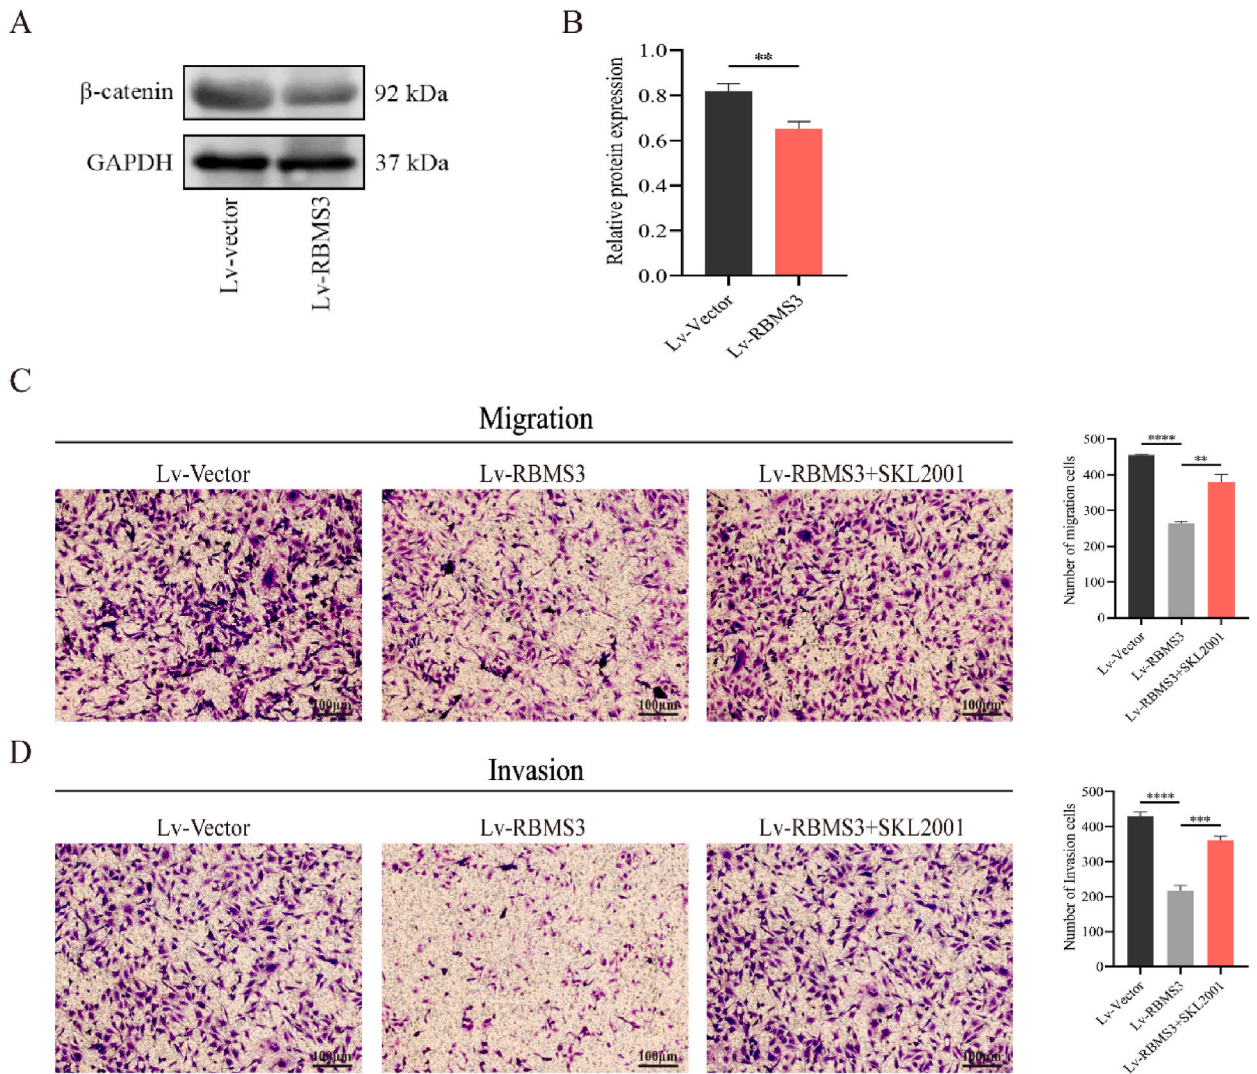 A
β-catenin
92 kDa
GAPDH
37 kDa
Lv-vector
Lv-RBMS3
B
Relative protein expression
1.0
0.8
0.6
0.4
0.2
0.0
**
Lv-Vector
Lv-RBMS3
C
Migration
Lv-Vector
Lv-RBMS3
Lv-RBMS3+SKL2001
100μm
100μm
100μm
Number of migration cells
500
400
300
200
100
0
****
**
Lv-Vector
Lv-RBMS3
Lv-RBMS3+SKL2001
D
Invasion
Lv-Vector
Lv-RBMS3
Lv-RBMS3+SKL2001
100μm
100μm
100μm
Number of Invasion cells
500
400
300
200
100
0
****
***
Lv-Vector
Lv-RBMS3
Lv-RBMS3+SKL2001